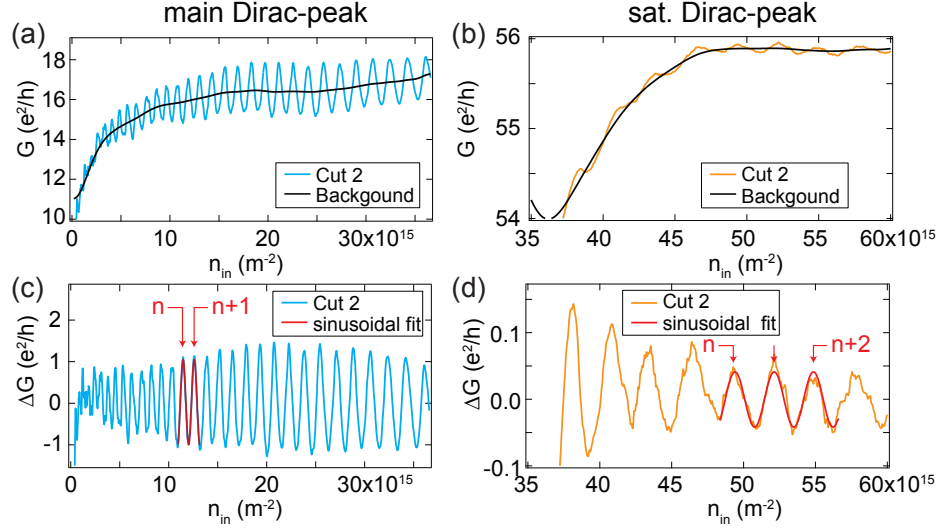 main Dirac-peak
sat. Dirac-peak
(a)
18
16
14
12
10
G (e²/h)
Cut 2
Backgound
0
10
20
30x10¹⁵
n_in (m⁻²)
(b)
56
55
54
G (e²/h)
Cut 2
Backgound
35
40
45
50
55
60x10¹⁵
n_in (m⁻²)
(c)
n
n+1
Cut 2
sinusoidal fit
2
1
0
-1
ΔG (e²/h)
0
10
20
30x10¹⁵
n_in (m⁻²)
(d)
Cut 2
sinusoidal fit
n
n+2
0.1
0.0
-0.1
ΔG (e²/h)
35
40
45
50
55
60x10¹⁵
n_in (m⁻²)